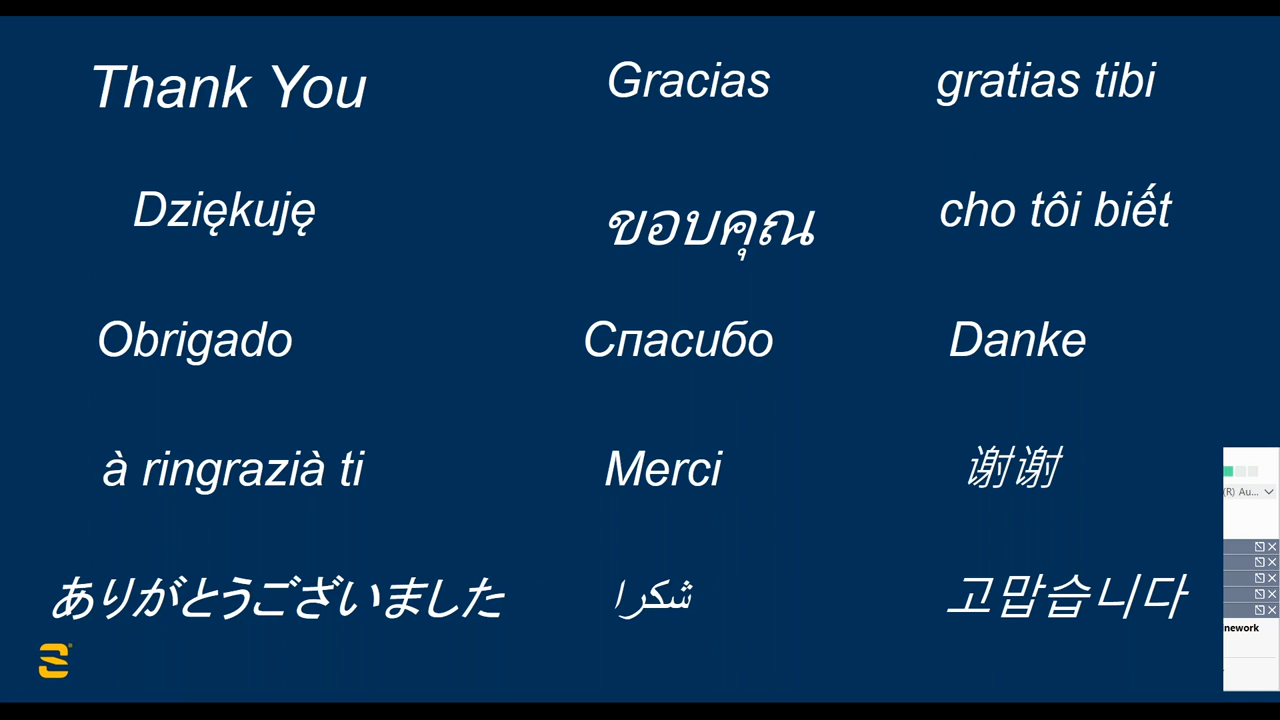 Thank You
Gracias
gratias tibi
Dziękuję
ขอบคุณ
cho tôi biết
Obrigado
Спасибо
Danke
à ringrazià ti
Merci
谢谢
ありがとうございました
شكرا
고맙습니다
(R) Au...
nework